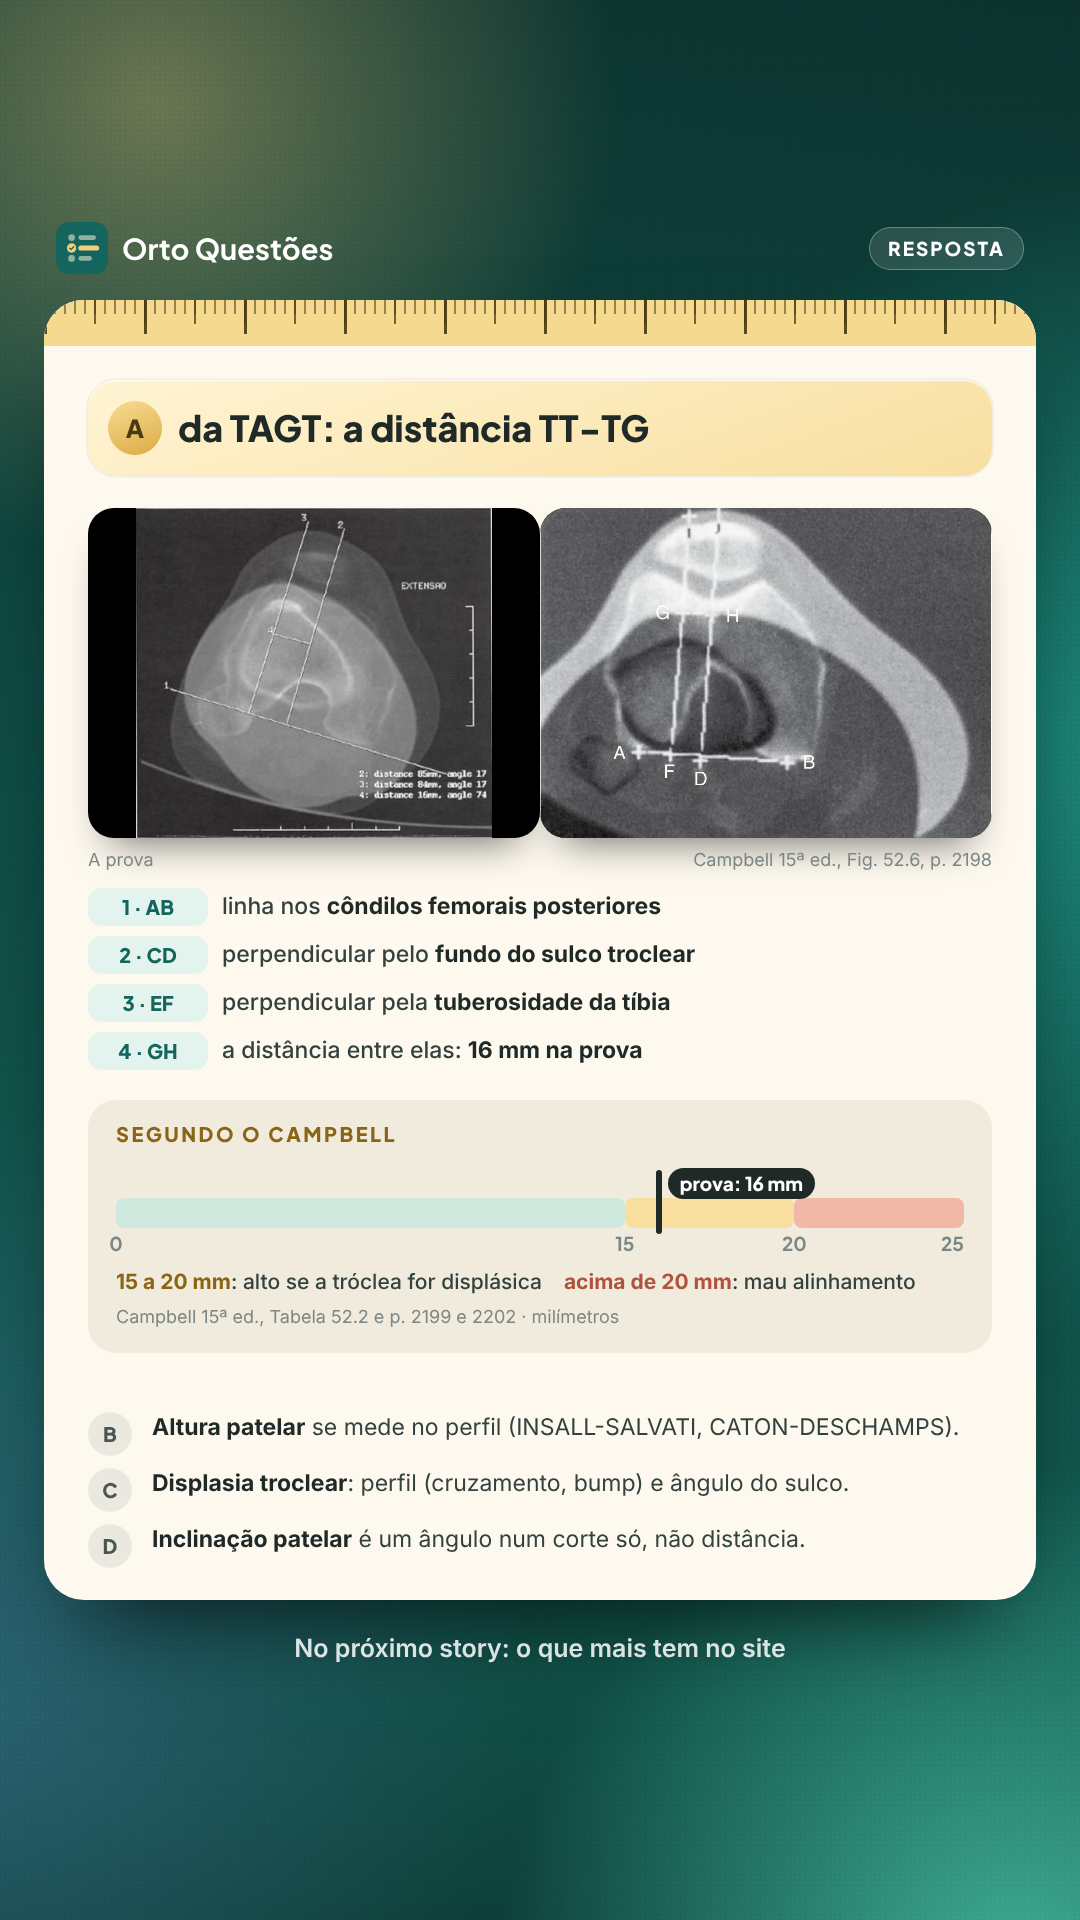 Orto Questões
RESPOSTA
A da TAGT: a distância TT–TG
3
2
EXTENSAO
4
1
2: distance 85mm, angle 17
3: distance 84mm, angle 17
4: distance 16mm, angle 74
I J
G H
A B
F D
A prova
Campbell 15ª ed., Fig. 52.6, p. 2198
1 · AB linha nos côndilos femorais posteriores
2 · CD perpendicular pelo fundo do sulco troclear
3 · EF perpendicular pela tuberosidade da tíbia
4 · GH a distância entre elas: 16 mm na prova
SEGUNDO O CAMPBELL
prova: 16 mm
0 15 20 25
15 a 20 mm: alto se a tróclea for displásica acima de 20 mm: mau alinhamento
Campbell 15ª ed., Tabela 52.2 e p. 2199 e 2202 · milímetros
B Altura patelar se mede no perfil (INSALL-SALVATI, CATON-DESCHAMPS).
C Displasia troclear: perfil (cruzamento, bump) e ângulo do sulco.
D Inclinação patelar é um ângulo num corte só, não distância.
No próximo story: o que mais tem no site